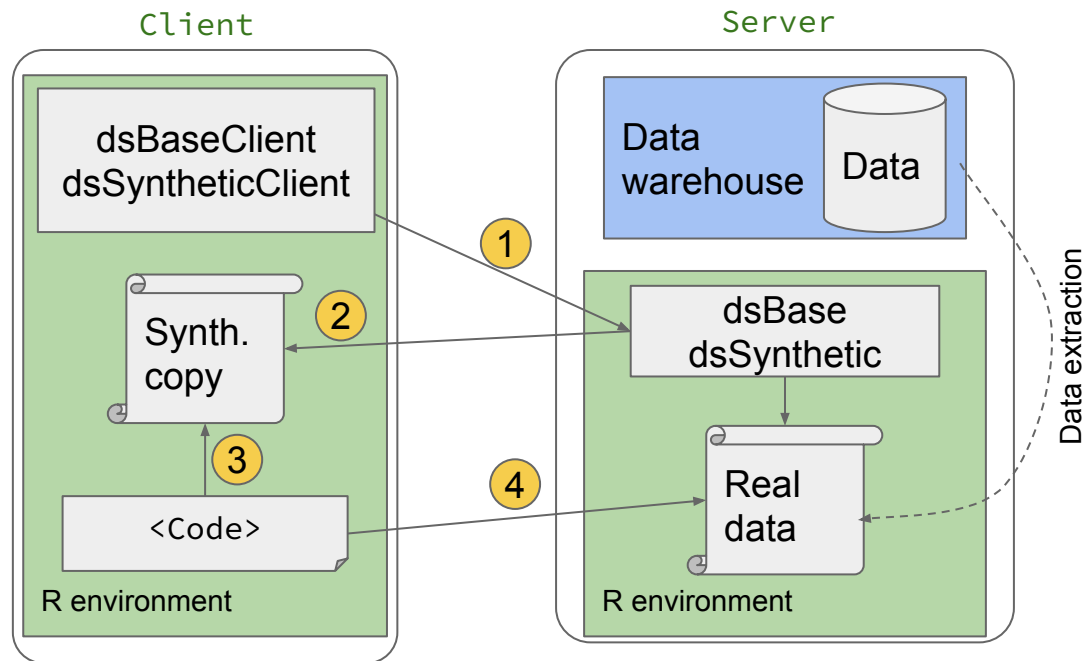 Client
Server
dsBaseClient
dsSyntheticClient
Data
warehouse
Data
1
2
Synth.
copy
dsBase
dsSynthetic
Data extraction
3
4
<Code>
Real
data
R environment
R environment